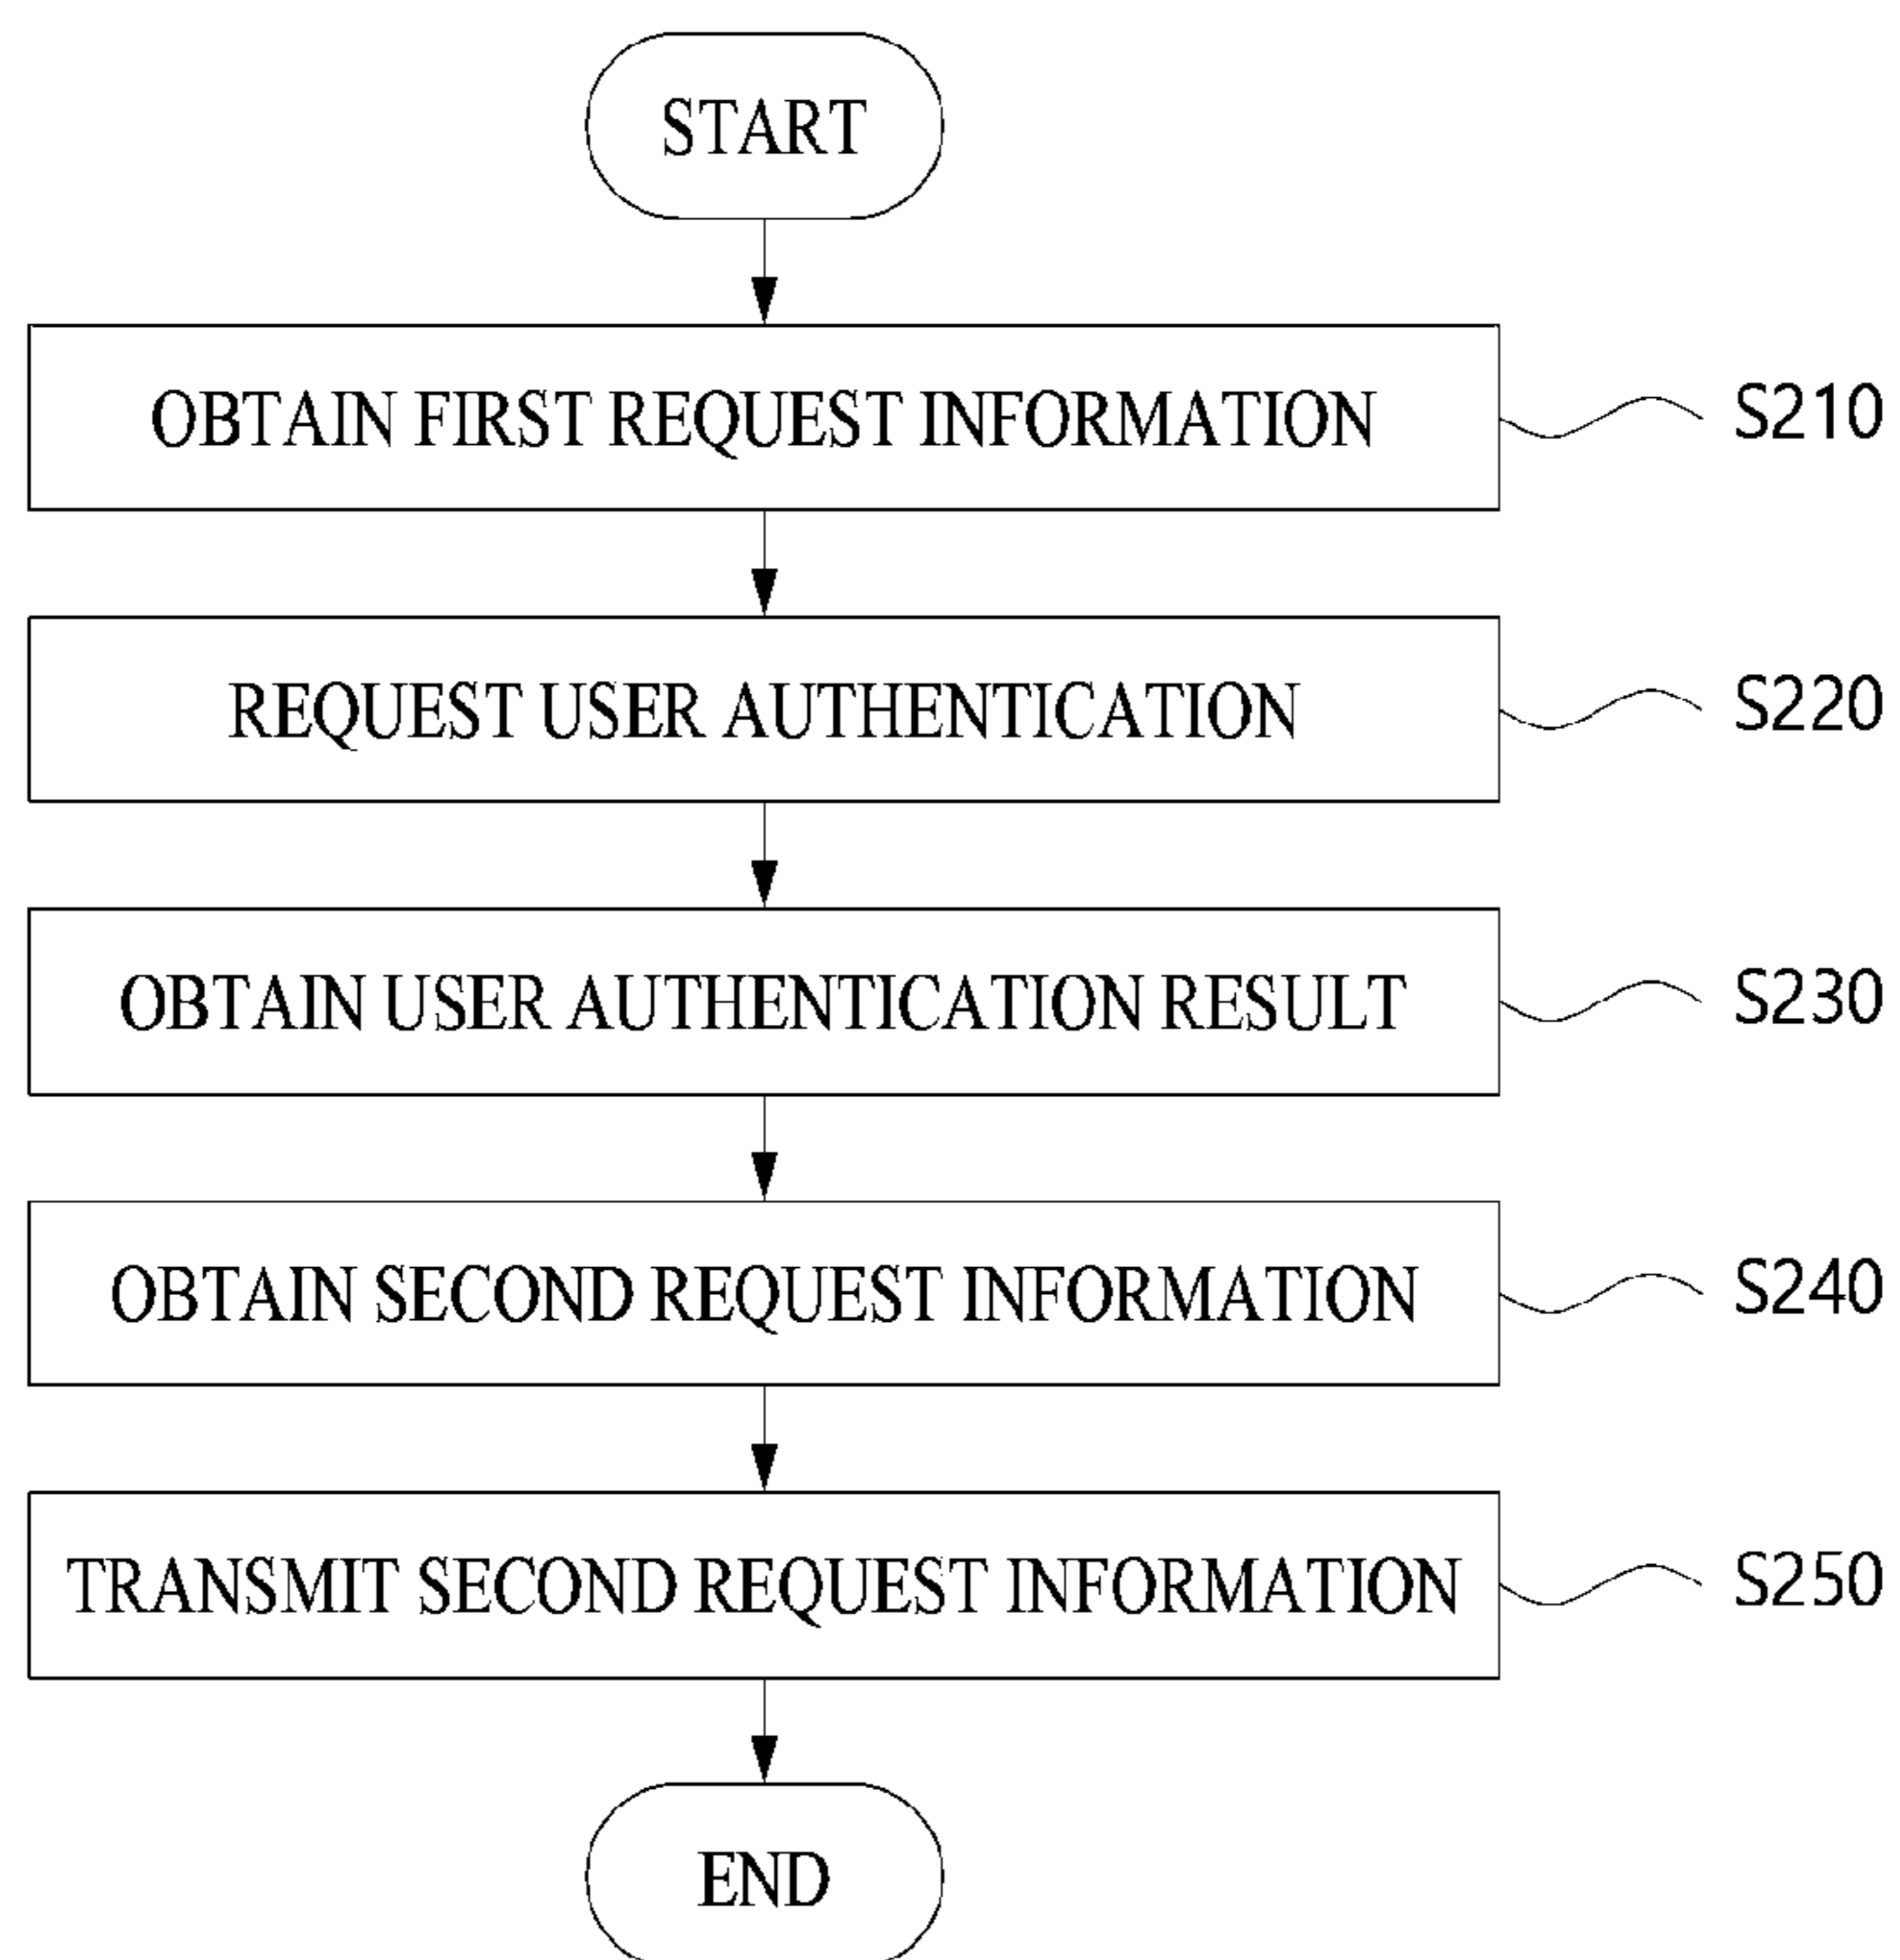 START
OBTAIN FIRST REQUEST INFORMATION S210
REQUEST USER AUTHENTICATION S220
OBTAIN USER AUTHENTICATION RESULT S230
OBTAIN SECOND REQUEST INFORMATION S240
TRANSMIT SECOND REQUEST INFORMATION S250
END